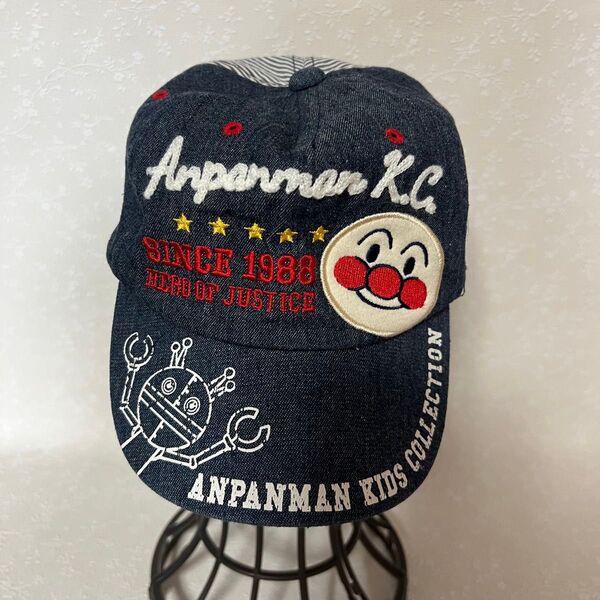 Anpanman K.C.
SINCE 1988
HERO OF JUSTICE
ANPANMAN KIDS COLLECTION